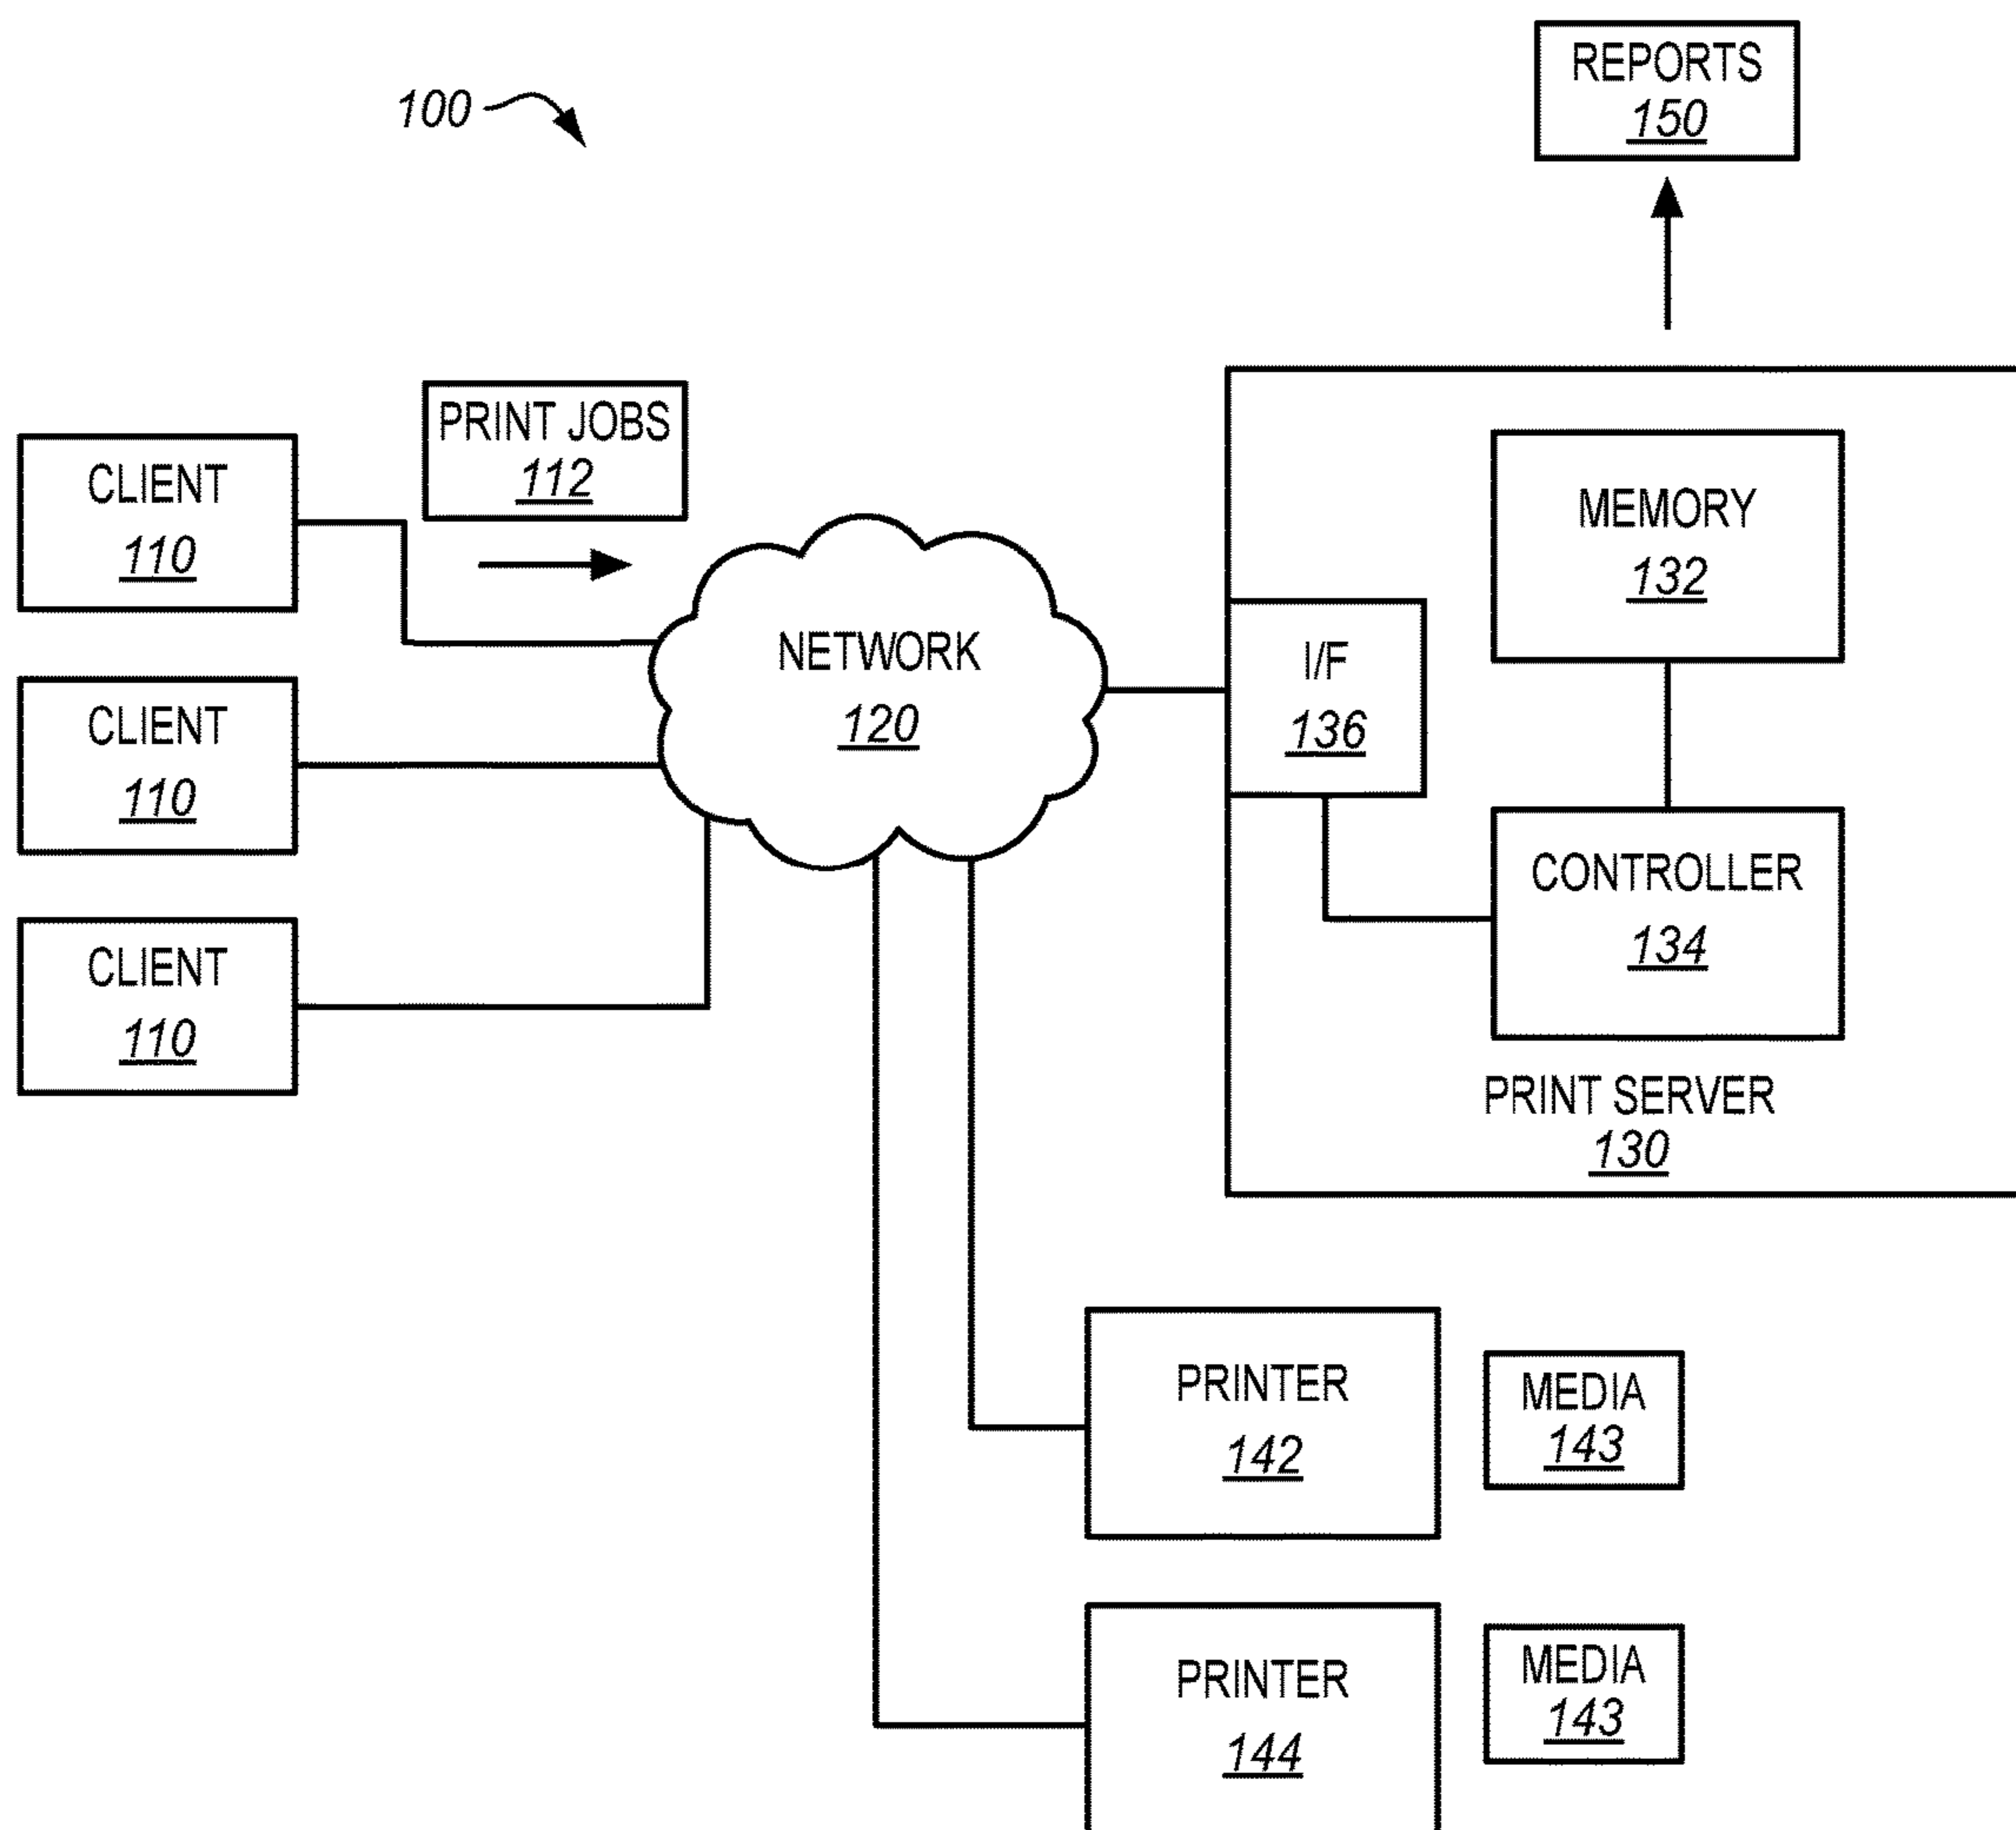 REPORTS
150
100
PRINT JOBS
112
CLIENT
110
MEMORY
132
NETWORK
120
I/F
136
CLIENT
110
CONTROLLER
134
CLIENT
110
PRINT SERVER
130
PRINTER
142
MEDIA
143
PRINTER
144
MEDIA
143